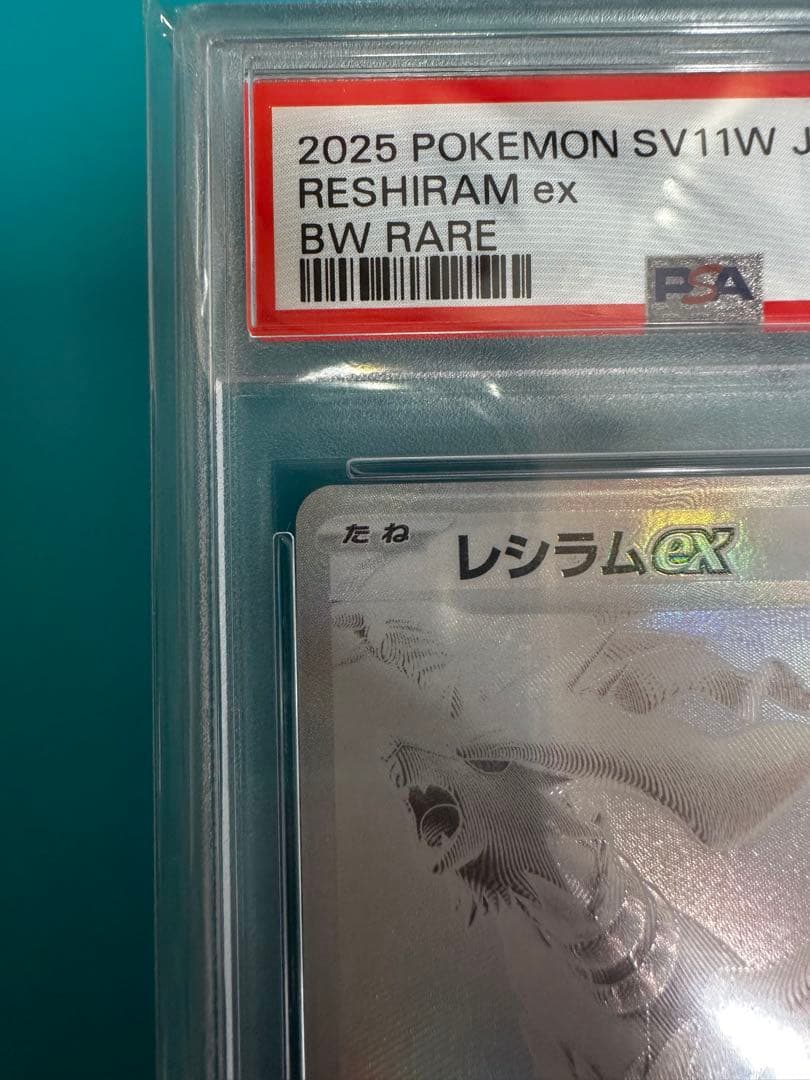 2025 POKEMON SV11W J
RESHIRAM ex
BW RARE
PSA
たね レシラムex